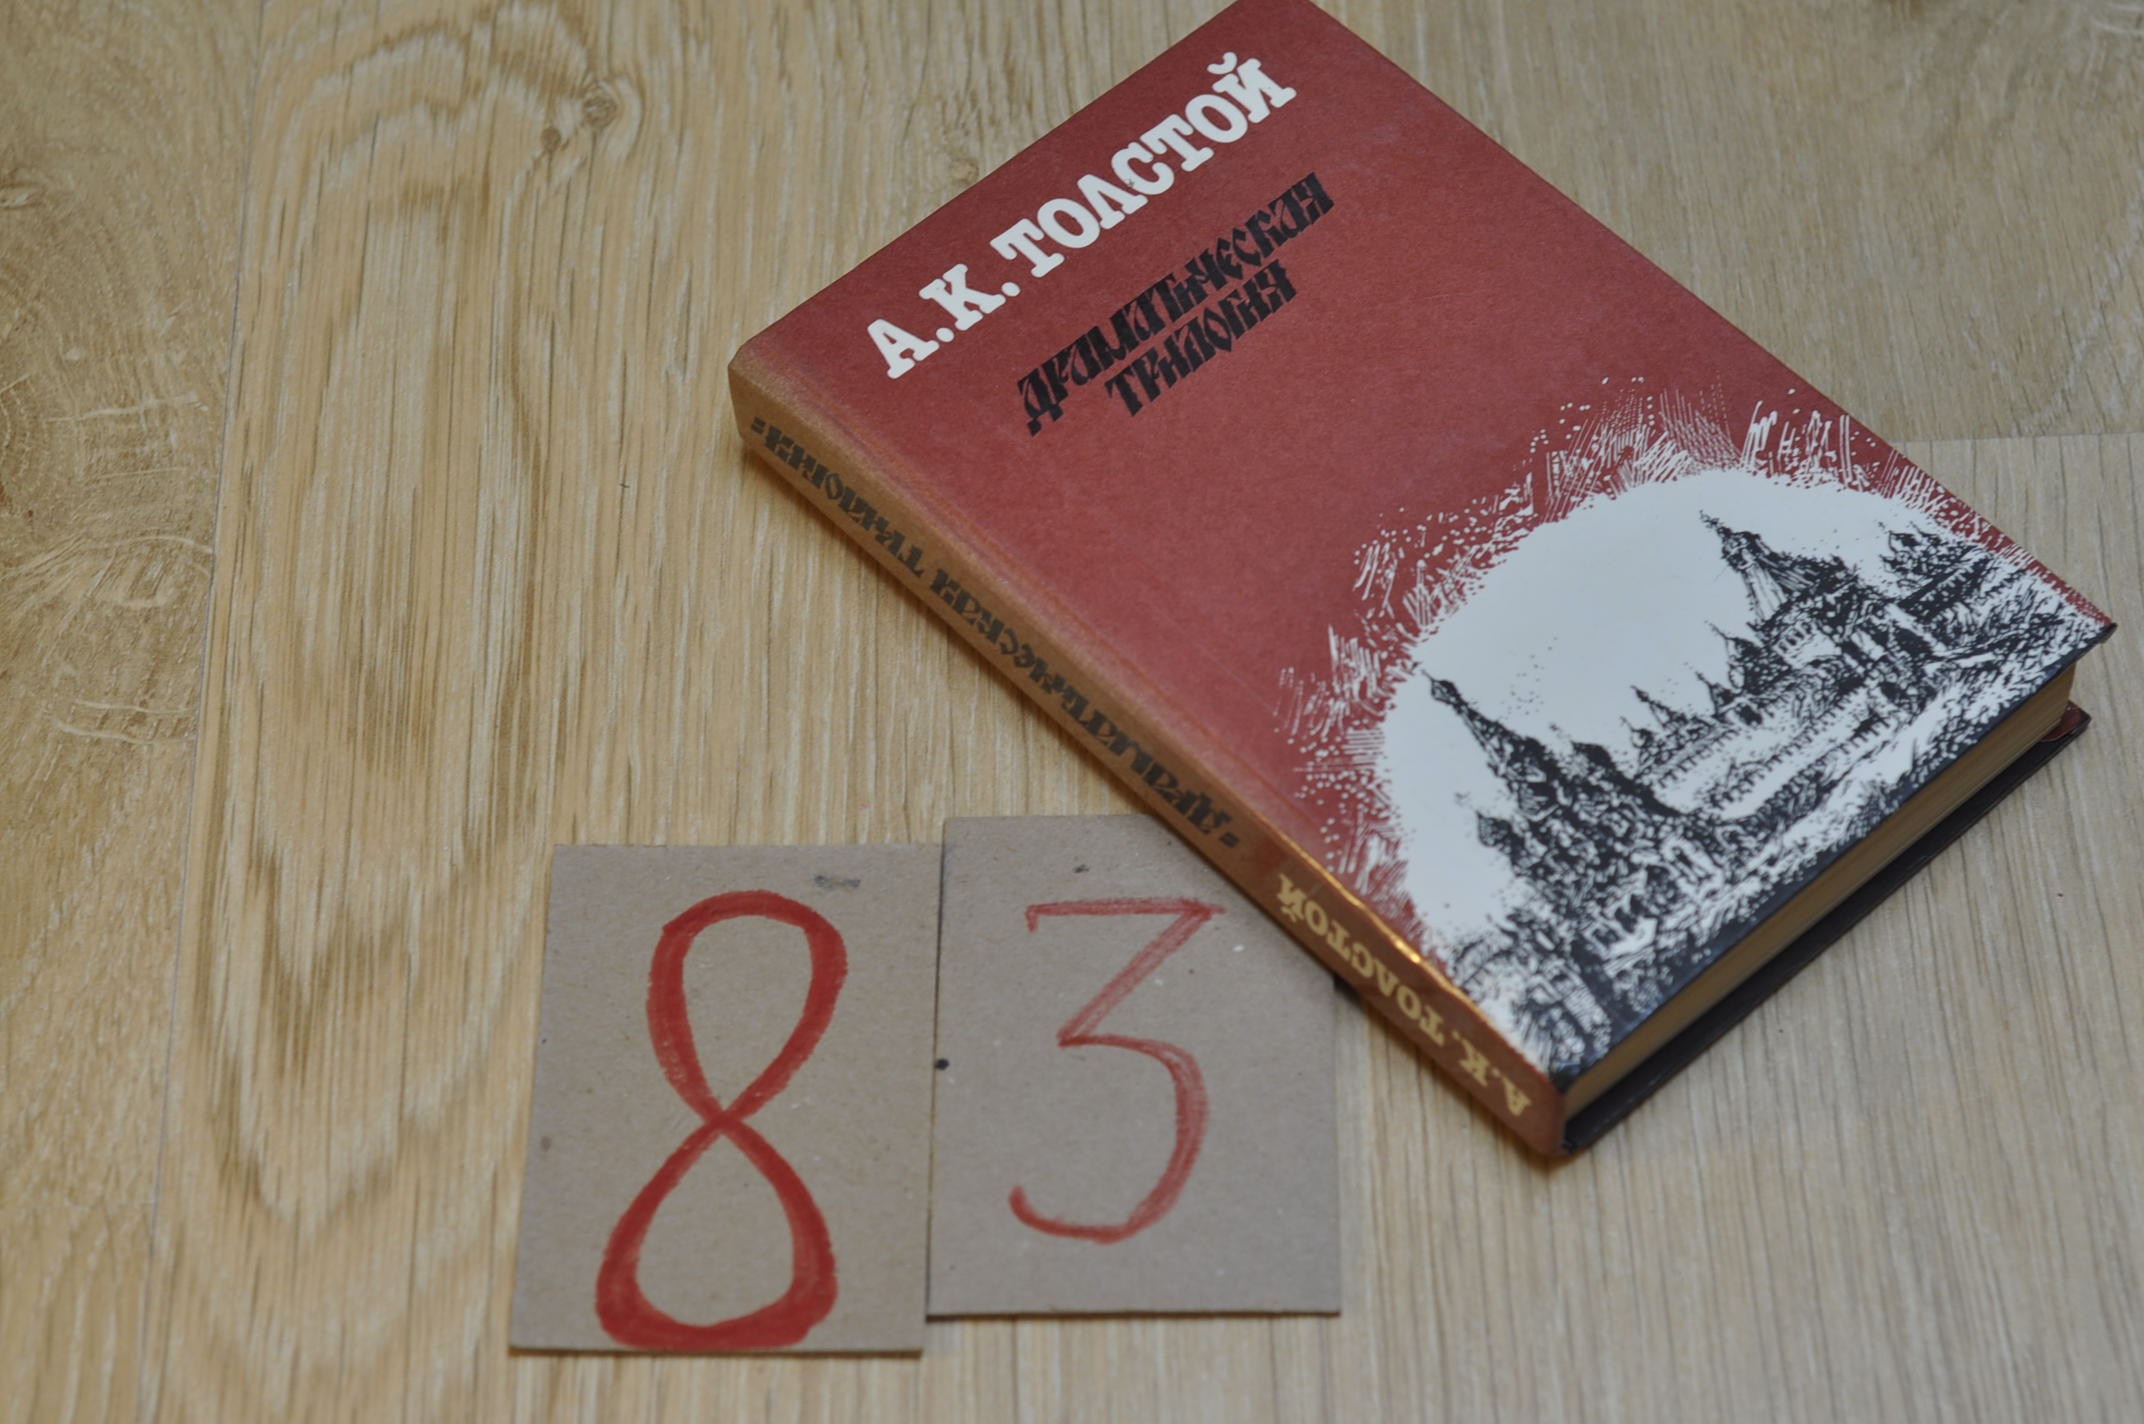 А.К. ТОЛСТОЙ
ДРАМАТИЧЕСКАЯ
ТРИЛОГИЯ
А.К. ТОЛСТОЙ "ДРАМАТИЧЕСКАЯ ТРИЛОГИЯ"
8 3